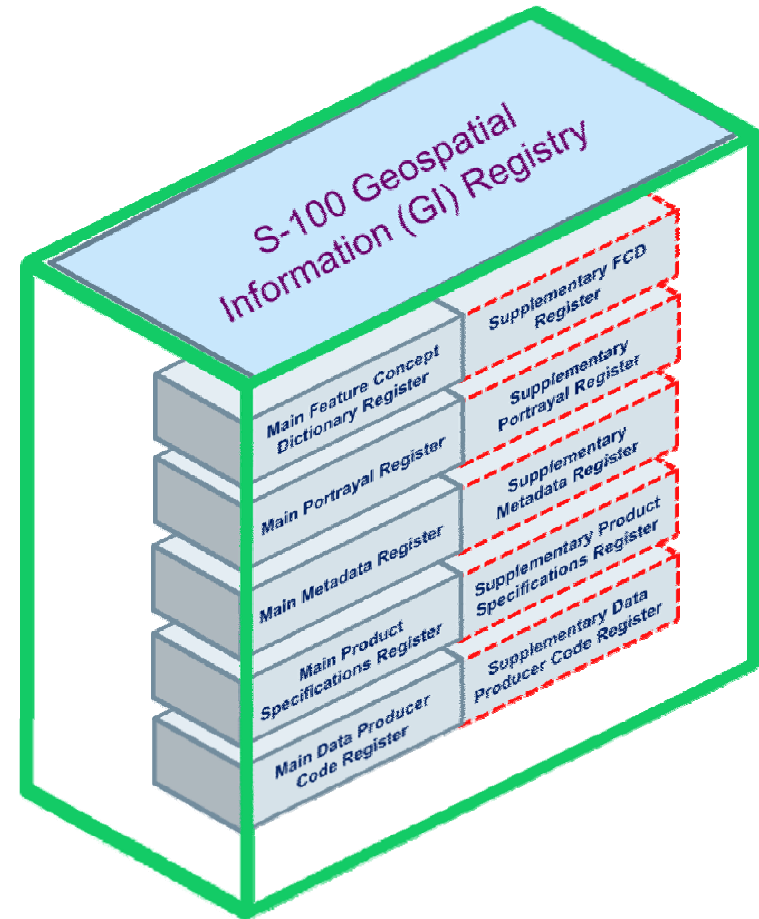 S-100 Geospatial
Information (GI) Registry
Main Feature Concept
Dictionary Register
Supplementary FCD
Register
Main Portrayal Register
Supplementary
Portrayal Register
Main Metadata Register
Supplementary
Metadata Register
Main Product
Specifications Register
Supplementary Product
Specifications Register
Main Data Producer
Code Register
Supplementary Data
Producer Code Register